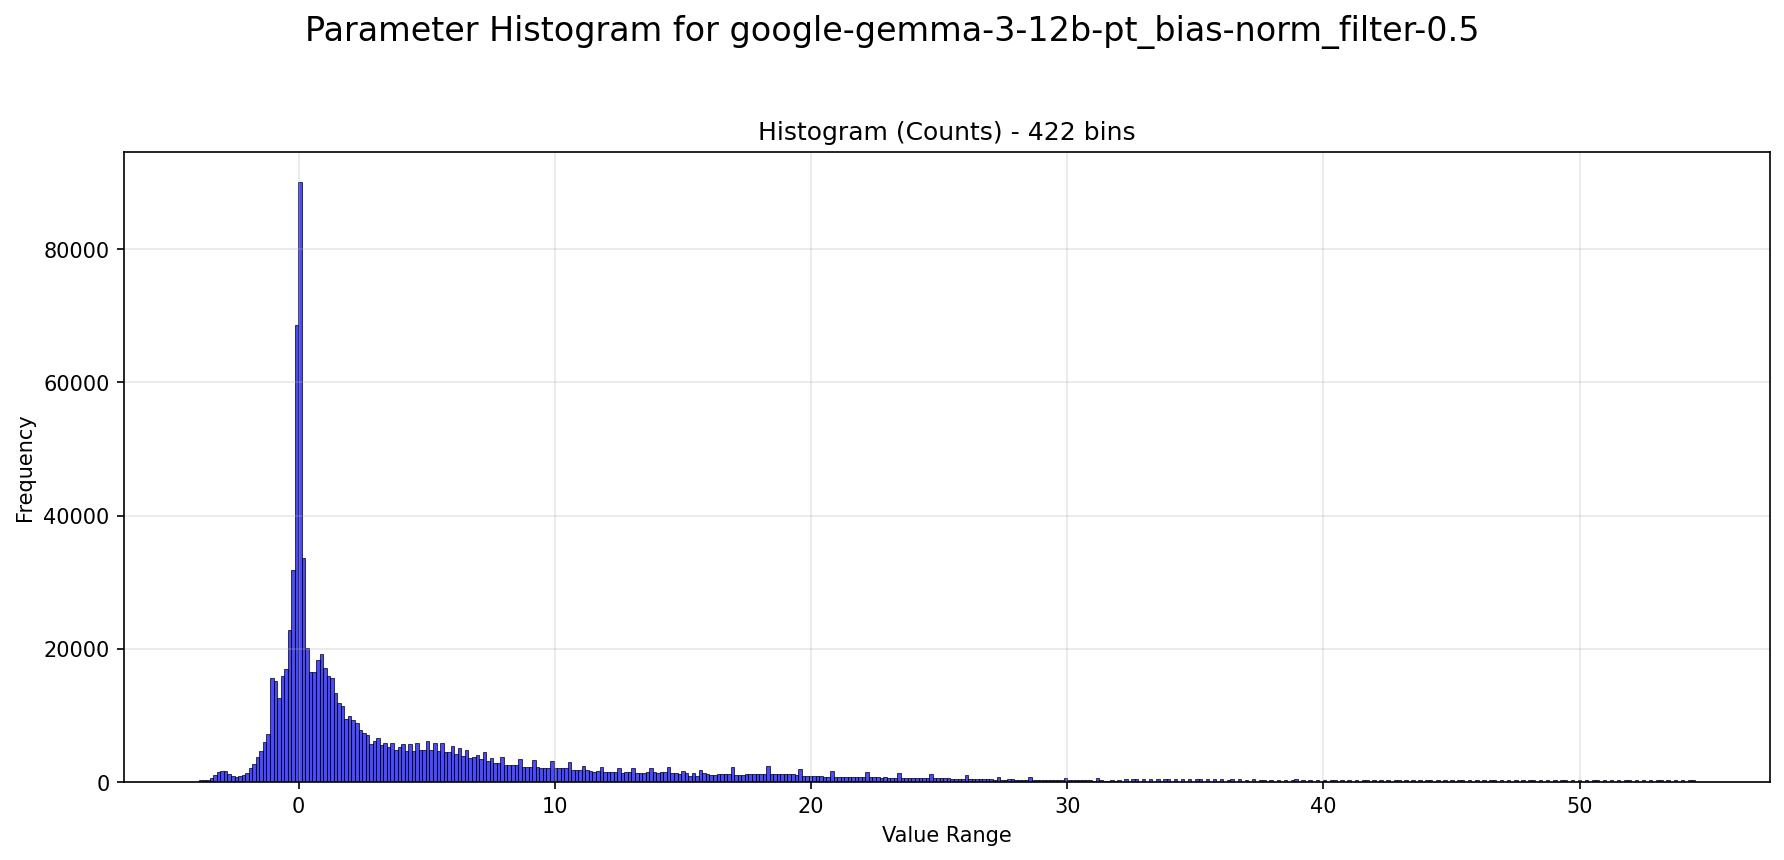 Parameter Histogram for google-gemma-3-12b-pt_bias-norm_filter-0.5
Histogram (Counts) - 422 bins
Frequency
80000
60000
40000
20000
0
0 10 20 30 40 50
Value Range